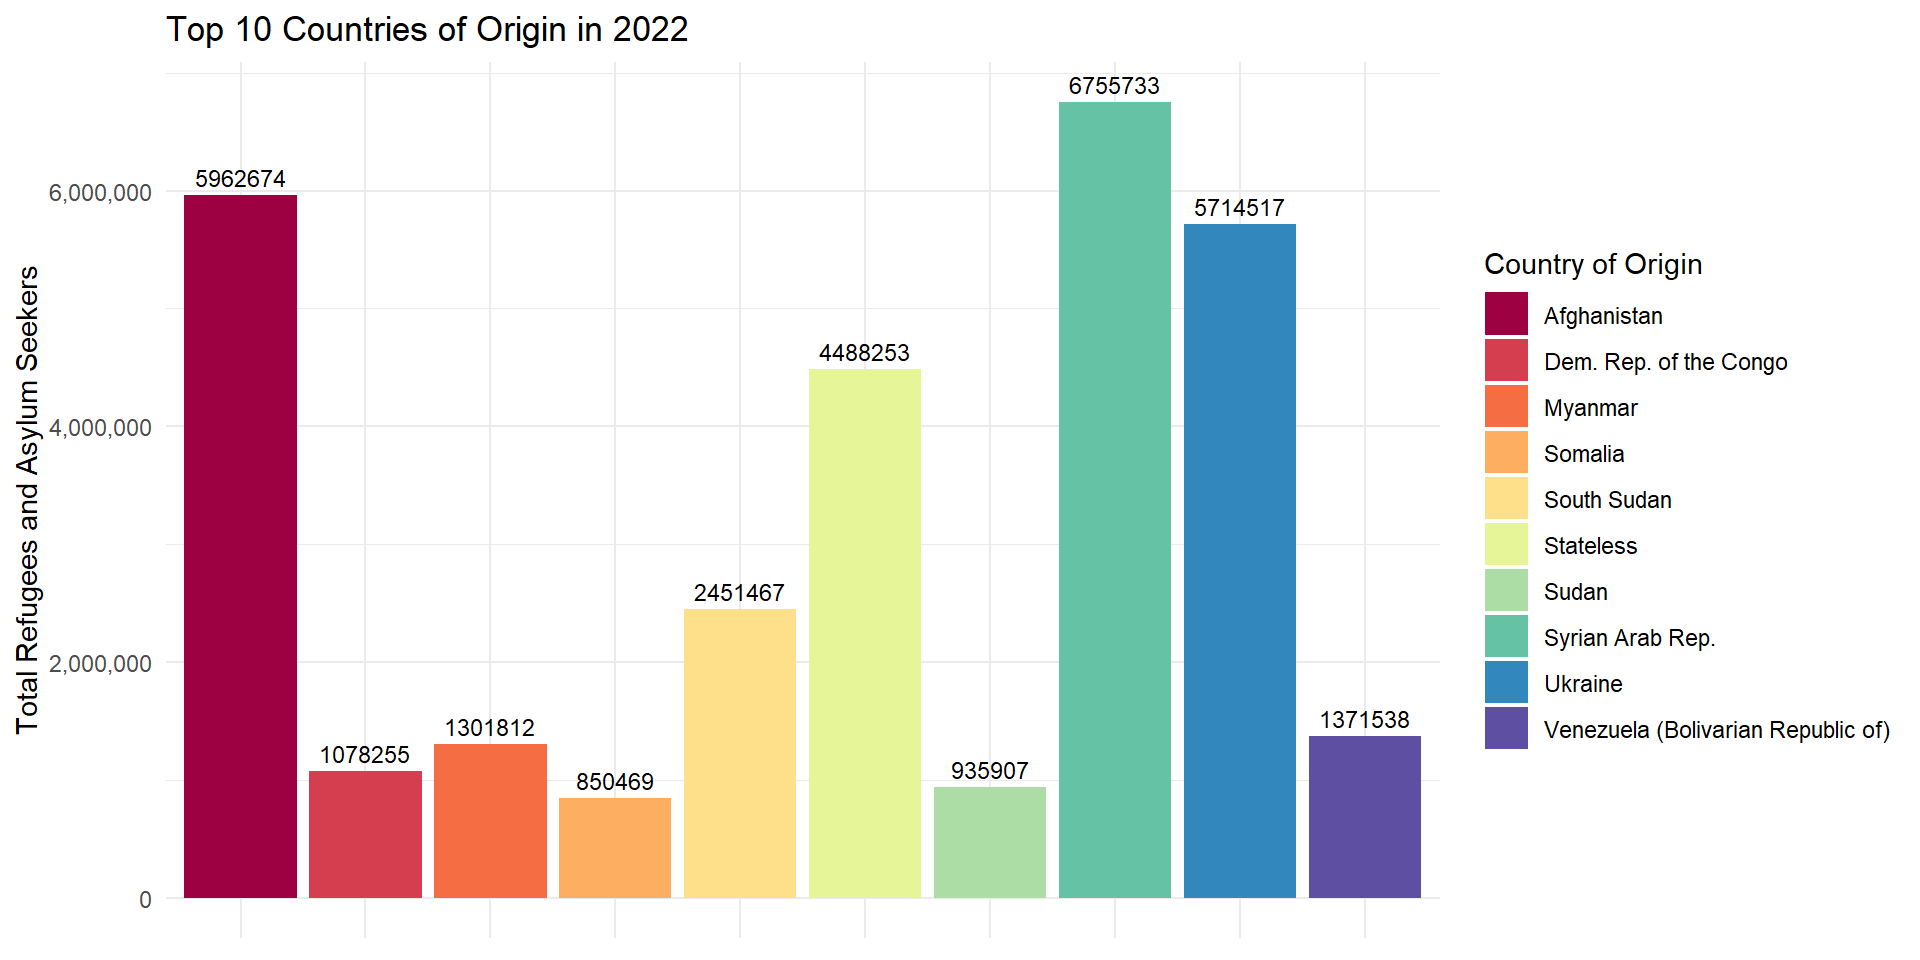 Top 10 Countries of Origin in 2022
Total Refugees and Asylum Seekers
6,000,000
4,000,000
2,000,000
0
5962674
1078255
1301812
850469
2451467
4488253
935907
6755733
5714517
1371538
Country of Origin
Afghanistan
Dem. Rep. of the Congo
Myanmar
Somalia
South Sudan
Stateless
Sudan
Syrian Arab Rep.
Ukraine
Venezuela (Bolivarian Republic of)